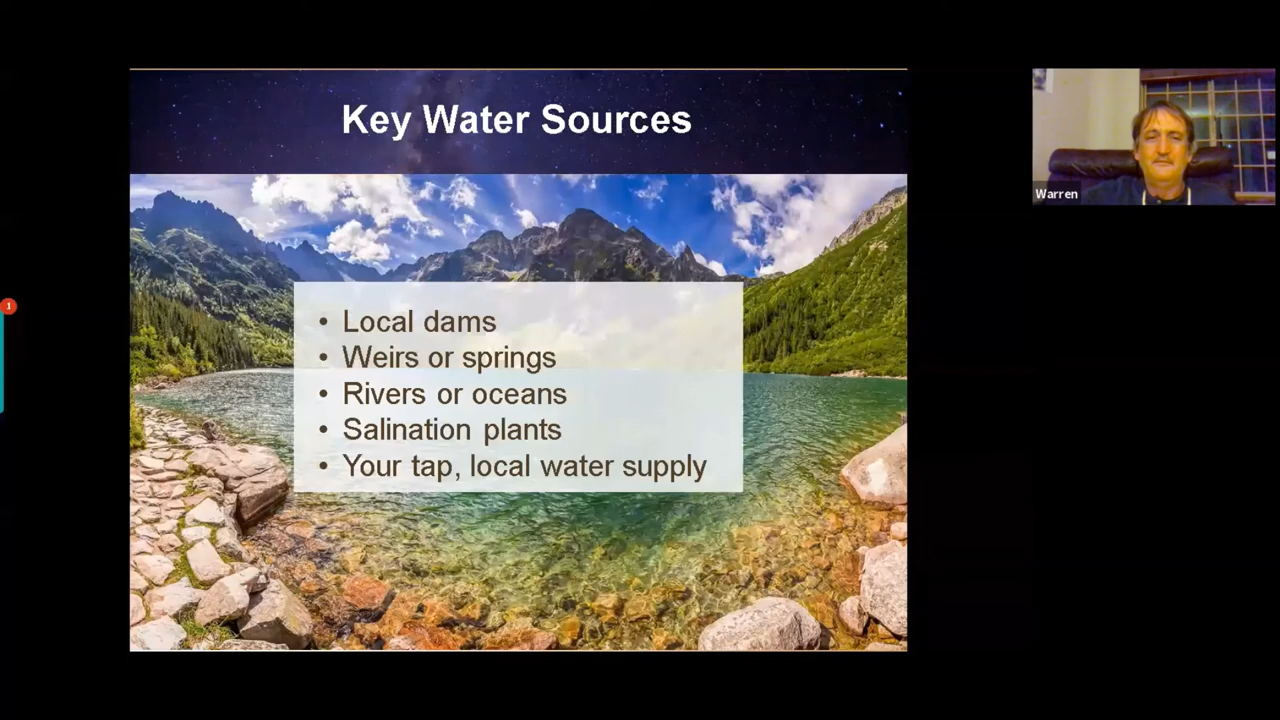 Key Water Sources
• Local dams
• Weirs or springs
• Rivers or oceans
• Salination plants
• Your tap, local water supply
Warren
1